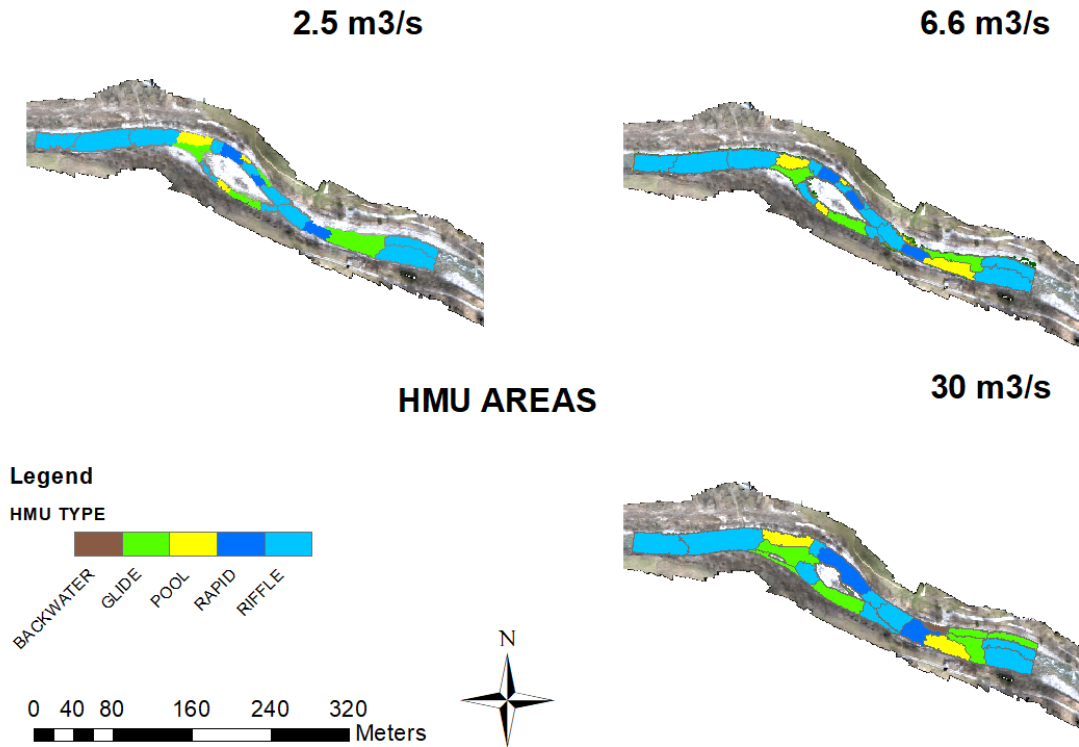 2.5 m3/s
6.6 m3/s
HMU AREAS
30 m3/s
Legend
HMU TYPE
BACKWATER
GLIDE
POOL
RAPID
RIFFLE
N
0 40 80 160 240 320
Meters